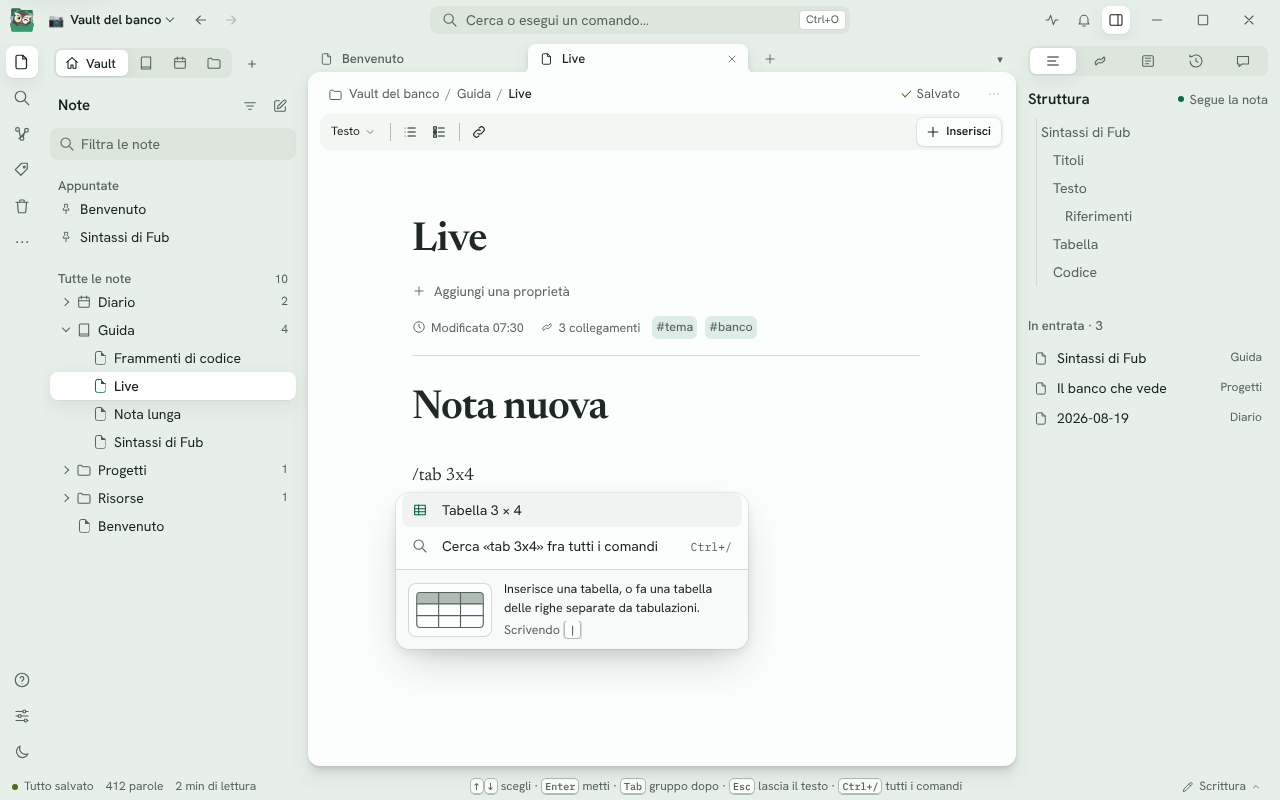 Vault del banco
Cerca o esegui un comando…
Ctrl+O
Vault
Benvenuto
Live
Note
Filtra le note
Appuntate
Benvenuto
Sintassi di Fub
Tutte le note 10
Diario 2
Guida 4
Frammenti di codice
Live
Nota lunga
Sintassi di Fub
Progetti 1
Risorse 1
Benvenuto
Vault del banco / Guida / Live
Salvato
Testo
Inserisci
Live
Aggiungi una proprietà
Modificata 07:30 3 collegamenti #tema #banco
Nota nuova
/tab 3x4
Tabella 3 × 4
Cerca «tab 3x4» fra tutti i comandi Ctrl+/
Inserisce una tabella, o fa una tabella
delle righe separate da tabulazioni.
Scrivendo |
Struttura
Segue la nota
Sintassi di Fub
Titoli
Testo
Riferimenti
Tabella
Codice
In entrata · 3
Sintassi di Fub Guida
Il banco che vede Progetti
2026-08-19 Diario
Tutto salvato 412 parole 2 min di lettura
↑ ↓ scegli · Enter metti · Tab gruppo dopo · Esc lascia il testo · Ctrl+/ tutti i comandi
Scrittura